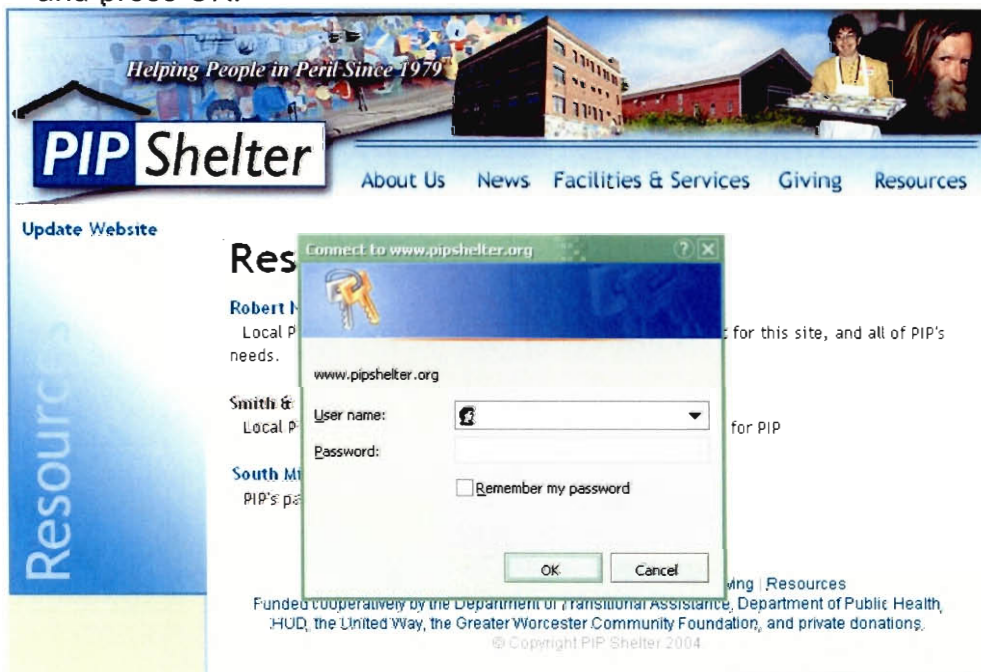 Helping People in Peril Since 1979
PIP Shelter
About Us News Facilities & Services Giving Resources
Update Website
Res
Connect to www.pipshelter.org
Robert
Local
for this site, and all of PIP's
needs.
www.pipshelter.org
Smith &
User name:
Local
for PIP
Password:
South
PIP's
Remember my password
Resources
OK Cancel
Resources
Funded cooperatively by the Department of Transitional Assistance, Department of Public Health,
HUD, the United Way, the Greater Worcester Community Foundation, and private donations.
© Copyright PIP Shelter 2004